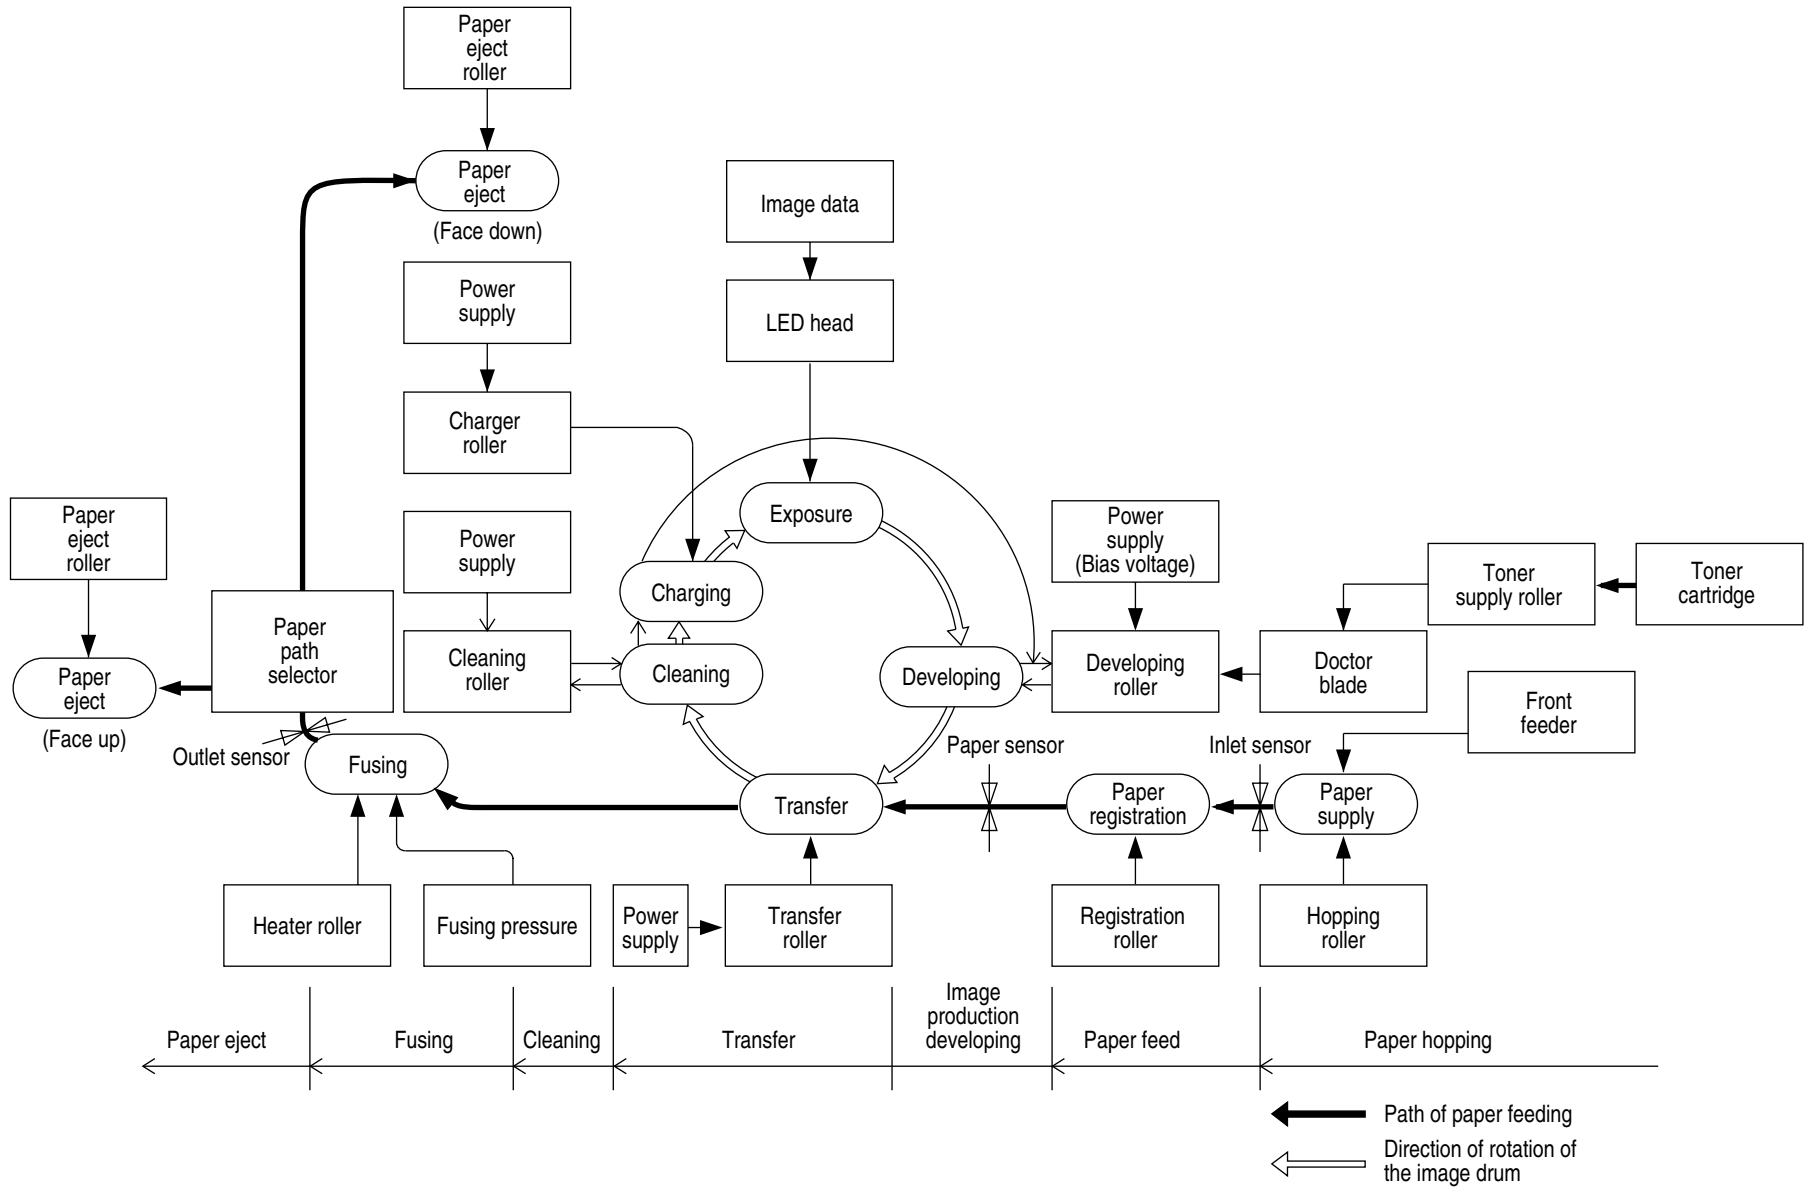 Paper
eject
roller
Paper
eject
(Face down)
Image data
LED head
Power
supply
Charger
roller
Power
supply
Cleaning
roller
Paper
eject
roller
Paper
eject
(Face up)
Paper
path
selector
Outlet sensor
Exposure
Charging
Cleaning
Developing
Power
supply
(Bias voltage)
Developing
roller
Toner
supply roller
Toner
cartridge
Doctor
blade
Front
feeder
Fusing
Transfer
Paper sensor
Paper
registration
Inlet sensor
Paper
supply
Heater roller
Fusing pressure
Power
supply
Transfer
roller
Registration
roller
Hopping
roller
Paper eject
Fusing
Cleaning
Transfer
Image
production
developing
Paper feed
Paper hopping
Path of paper feeding
Direction of rotation of
the image drum